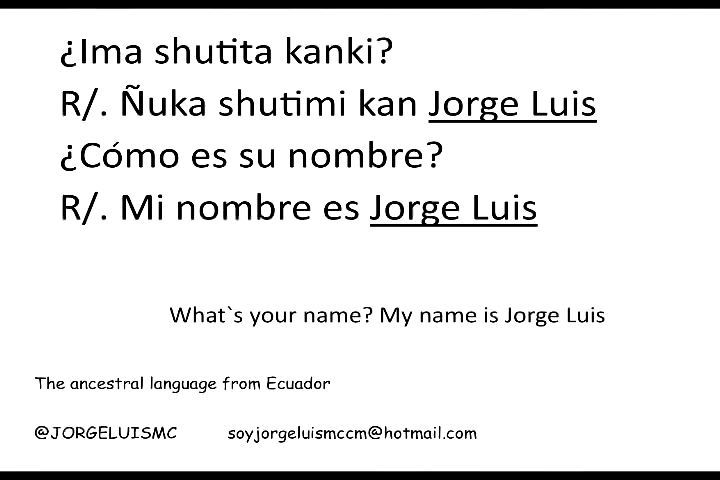 ¿Ima shutita kanki?
R/. Ñuka shutimi kan Jorge Luis
¿Cómo es su nombre?
R/. Mi nombre es Jorge Luis
What`s your name? My name is Jorge Luis
The ancestral language from Ecuador
@JORGELUISMC soyjorgeluismccm@hotmail.com